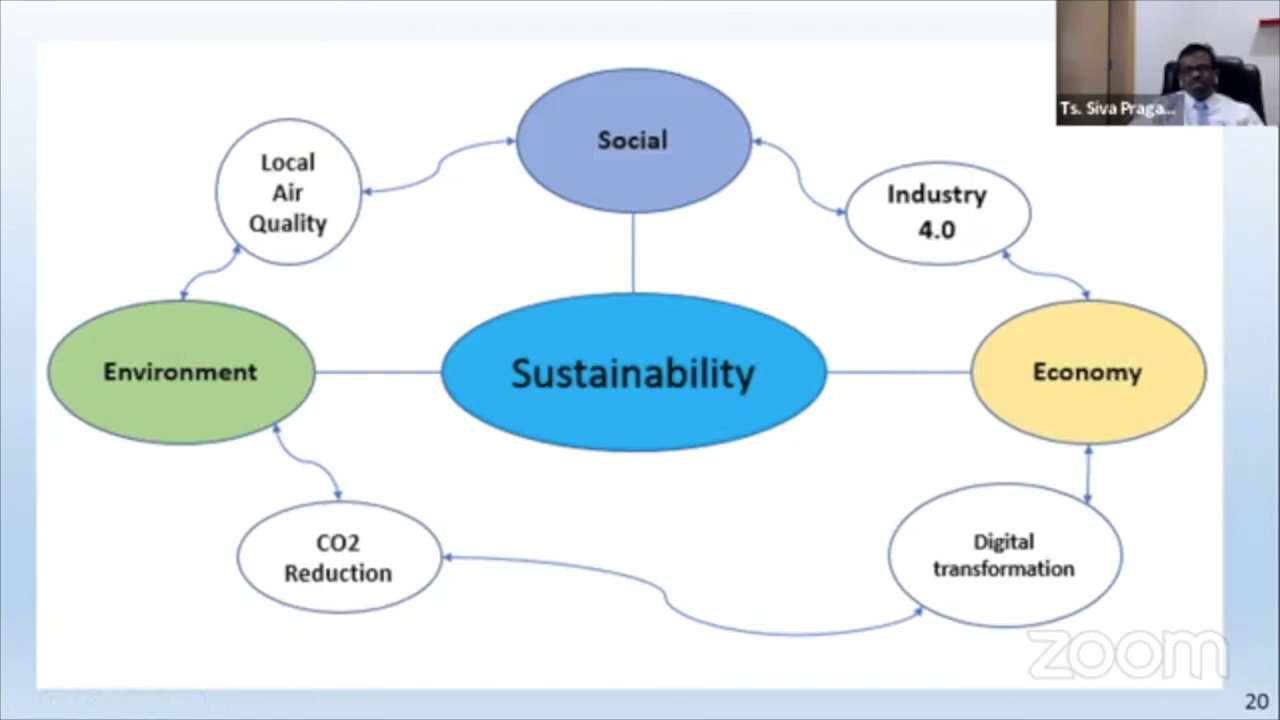 Ts. Siva Praga...
Social
Local
Air
Quality
Industry
4.0
Environment
Sustainability
Economy
CO2
Reduction
Digital
transformation
zoom
20